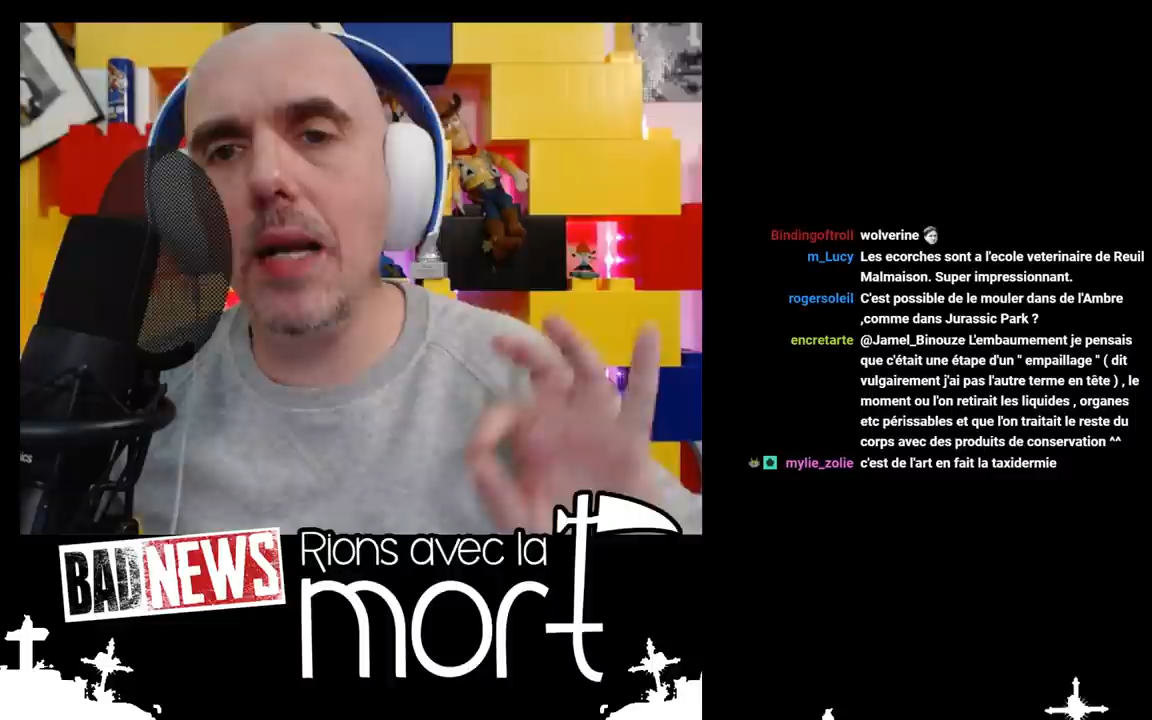 Bindingoftroll wolverine
m_Lucy Les ecorches sont a l'ecole veterinaire de Reuil
Malmaison. Super impressionnant.
rogersoleil C'est possible de le mouler dans de l'Ambre
,comme dans Jurassic Park ?
encretarte @Jamel_Binouze L'embaumement je pensais
que c'était une étape d'un " empaillage " ( dit
vulgairement j'ai pas l'autre terme en tête ) , le
moment ou l'on retirait les liquides , organes
etc périssables et que l'on traitait le reste du
corps avec des produits de conservation ^^
mylie_zolie c'est de l'art en fait la taxidermie
BAD NEWS
Rions avec la
mort